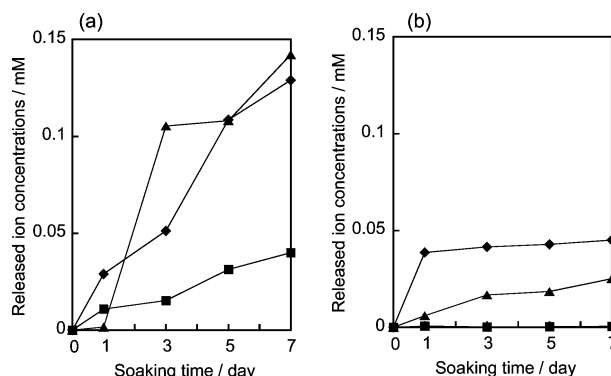 (a)
(b)
Released ion concentrations / mM
0.15
0.1
0.05
0
0 1 3 5 7
Soaking time / day
Released ion concentrations / mM
0.15
0.1
0.05
0
0 1 3 5 7
Soaking time / day